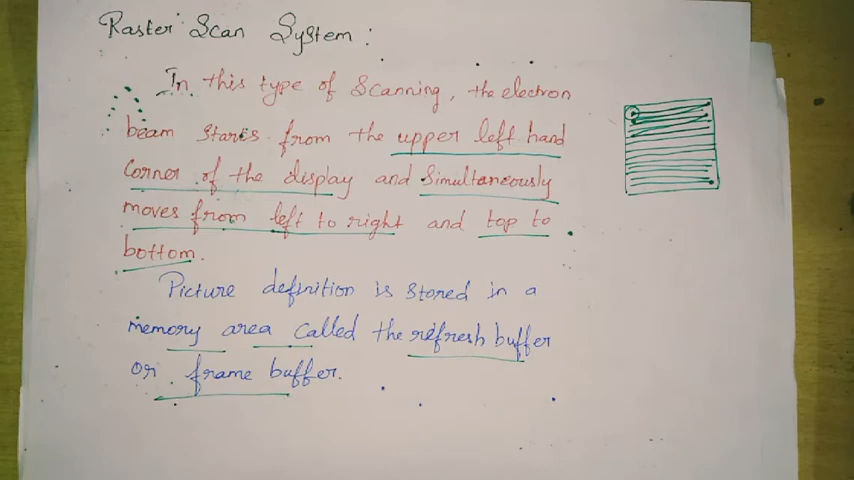 Raster Scan System :
In this type of Scanning, the electron
beam stares from the upper left hand
Corner of the display and Simultaneously
moves from left to right and top to
bottom.
Picture definition is stored in a
memory area called the refresh buffer
or frame buffer.